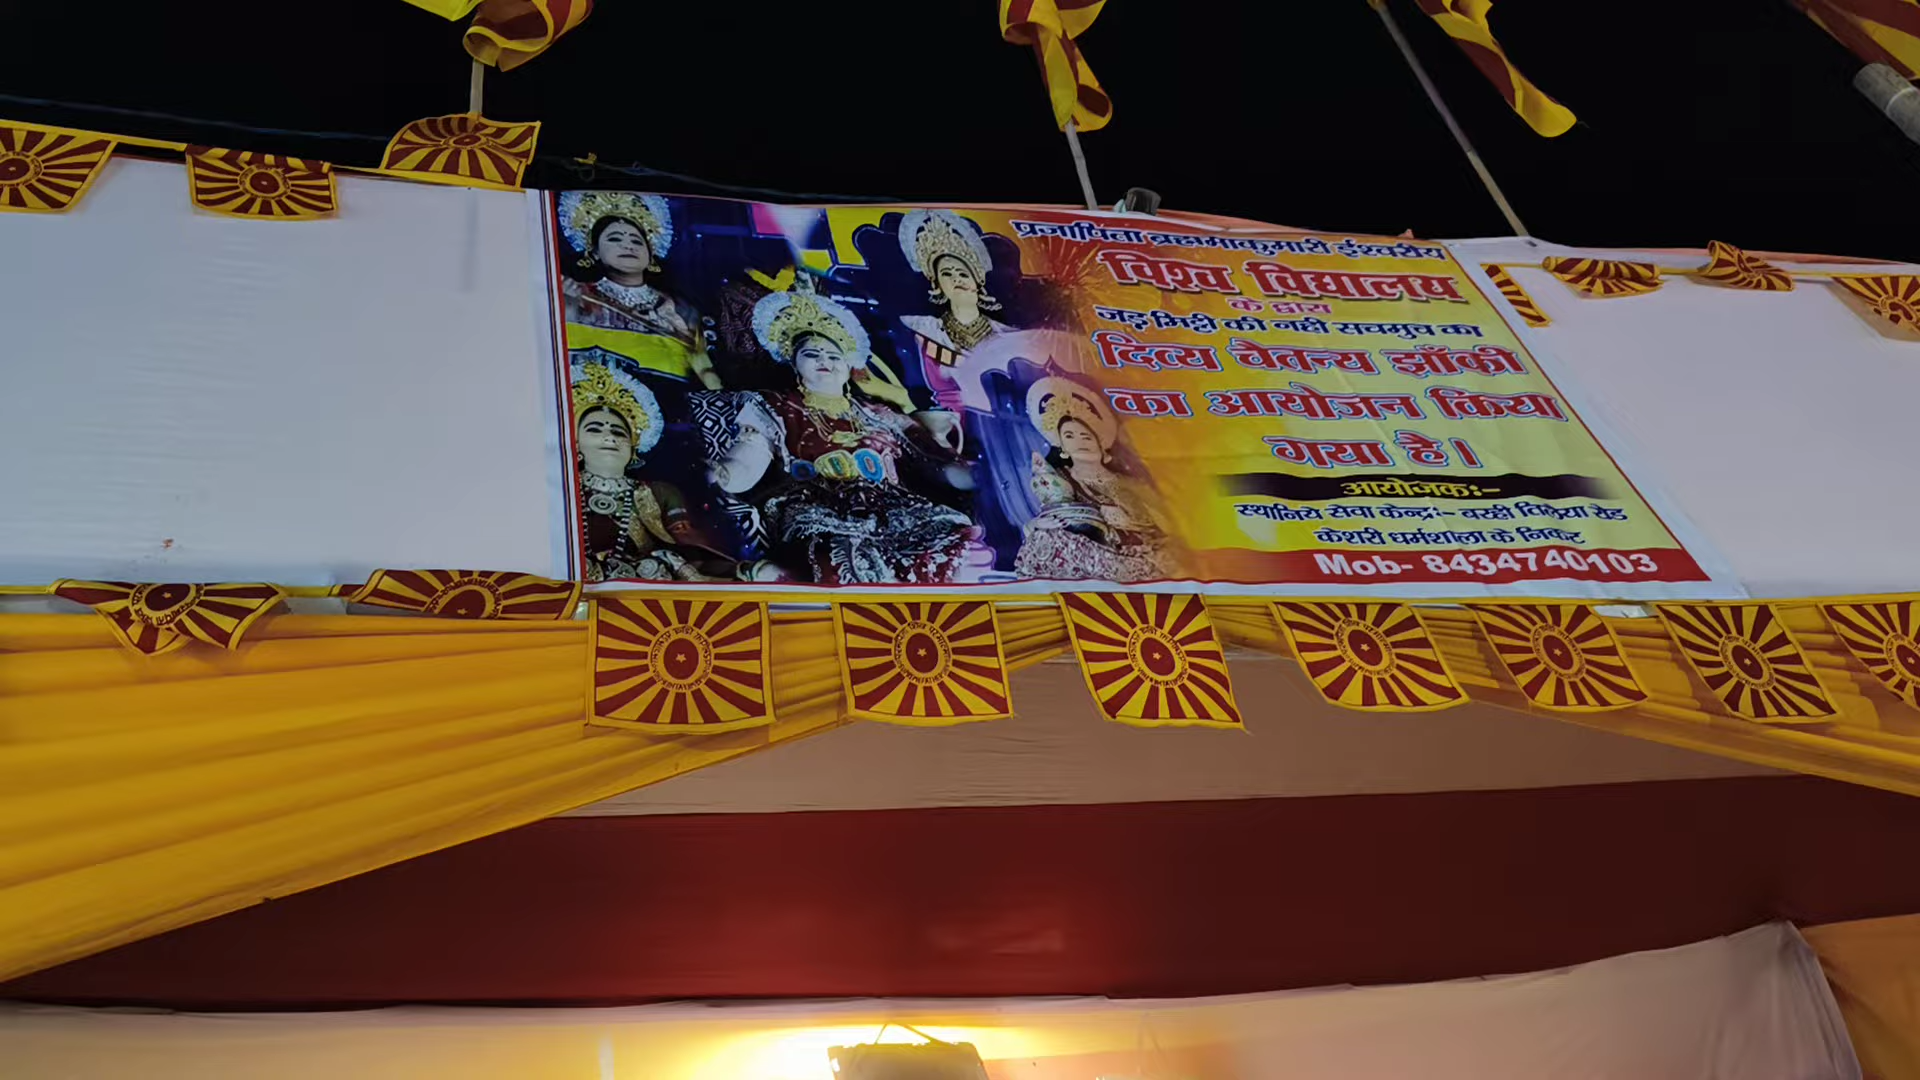 प्रजापिता ब्रह्माकुमारी ईश्वरीय
विश्व विद्यालय
के द्वारा
जड़ मिट्टी की नही सचमुच का
दिव्य चैतन्य झाँकी
का आयोजन किया
गया है।
आयोजक:-
स्थानिये सेवा केन्द्र:- बरही तिलैया रोड
केशरी धर्मशाला के निकट
Mob- 8434740103